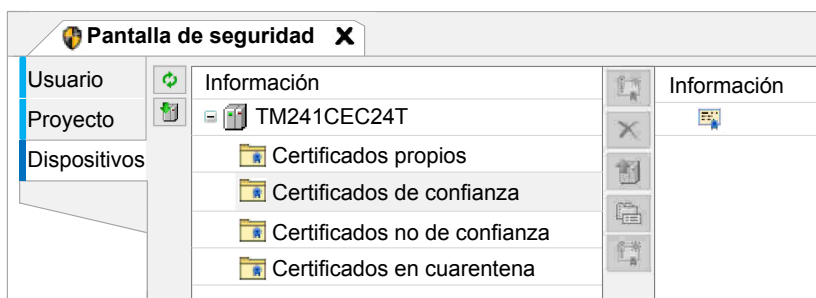 Pantalla de seguridad X
Usuario
Proyecto
Dispositivos
Información
TM241CEC24T
Certificados propios
Certificados de confianza
Certificados no de confianza
Certificados en cuarentena
Información